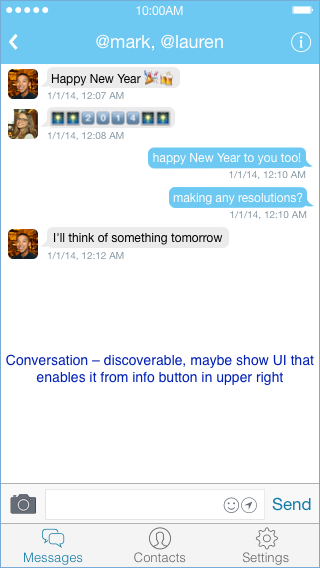 10:00AM
@mark, @lauren
Happy New Year 🎉🍻
1/1/14, 12:07 AM
🎇🎇2️⃣0️⃣1️⃣4️⃣🎇🎇
1/1/14, 12:08 AM
happy New Year to you too!
1/1/14, 12:10 AM
making any resolutions?
1/1/14, 12:10 AM
I'll think of something tomorrow
1/1/14, 12:12 AM
Conversation – discoverable, maybe show UI that
enables it from info button in upper right
Send
Messages Contacts Settings